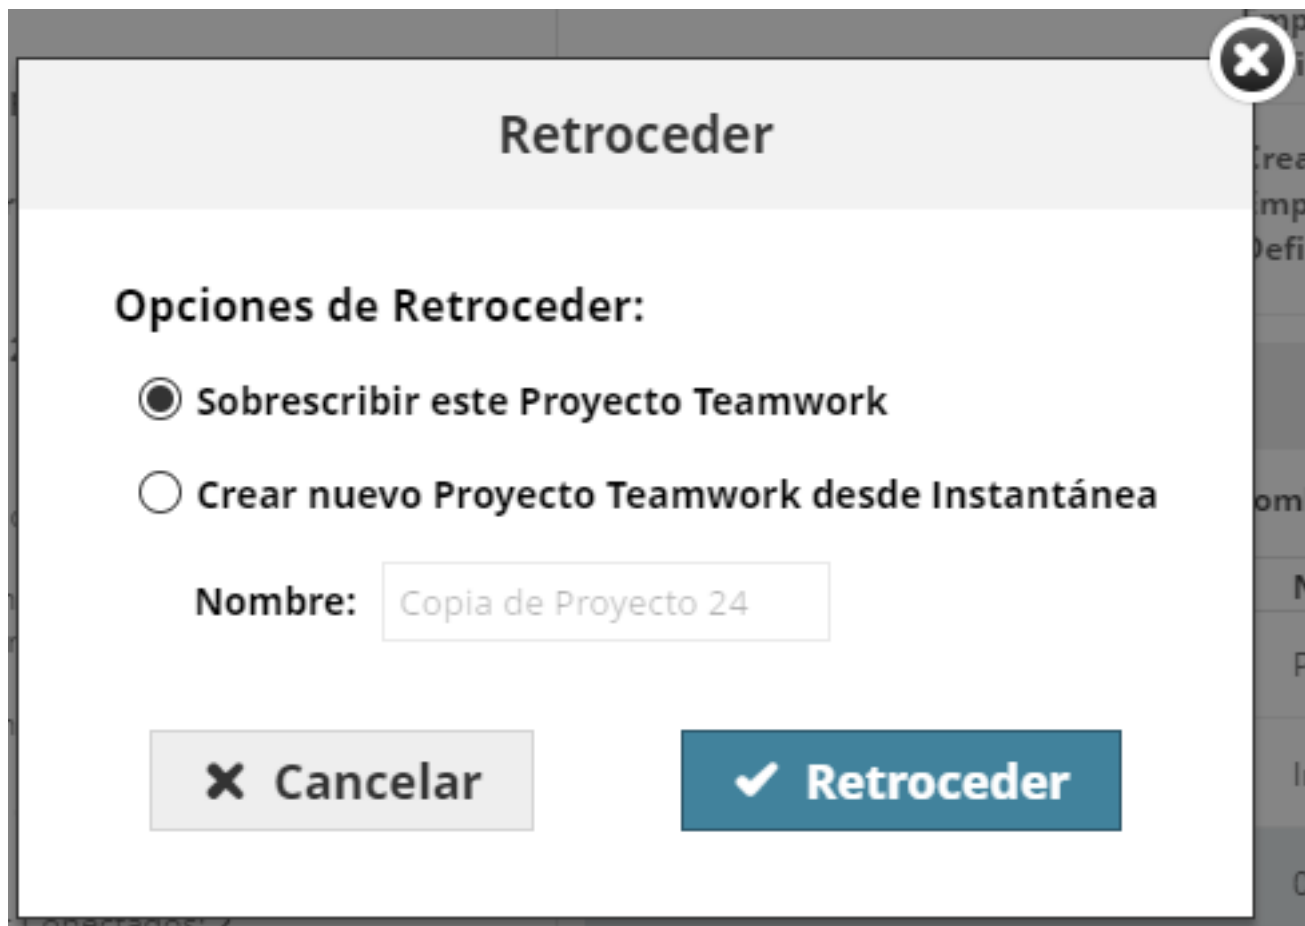 Retroceder
Opciones de Retroceder:
Sobrescribir este Proyecto Teamwork
Crear nuevo Proyecto Teamwork desde Instantánea
Nombre: Copia de Proyecto 24
Cancelar
Retroceder